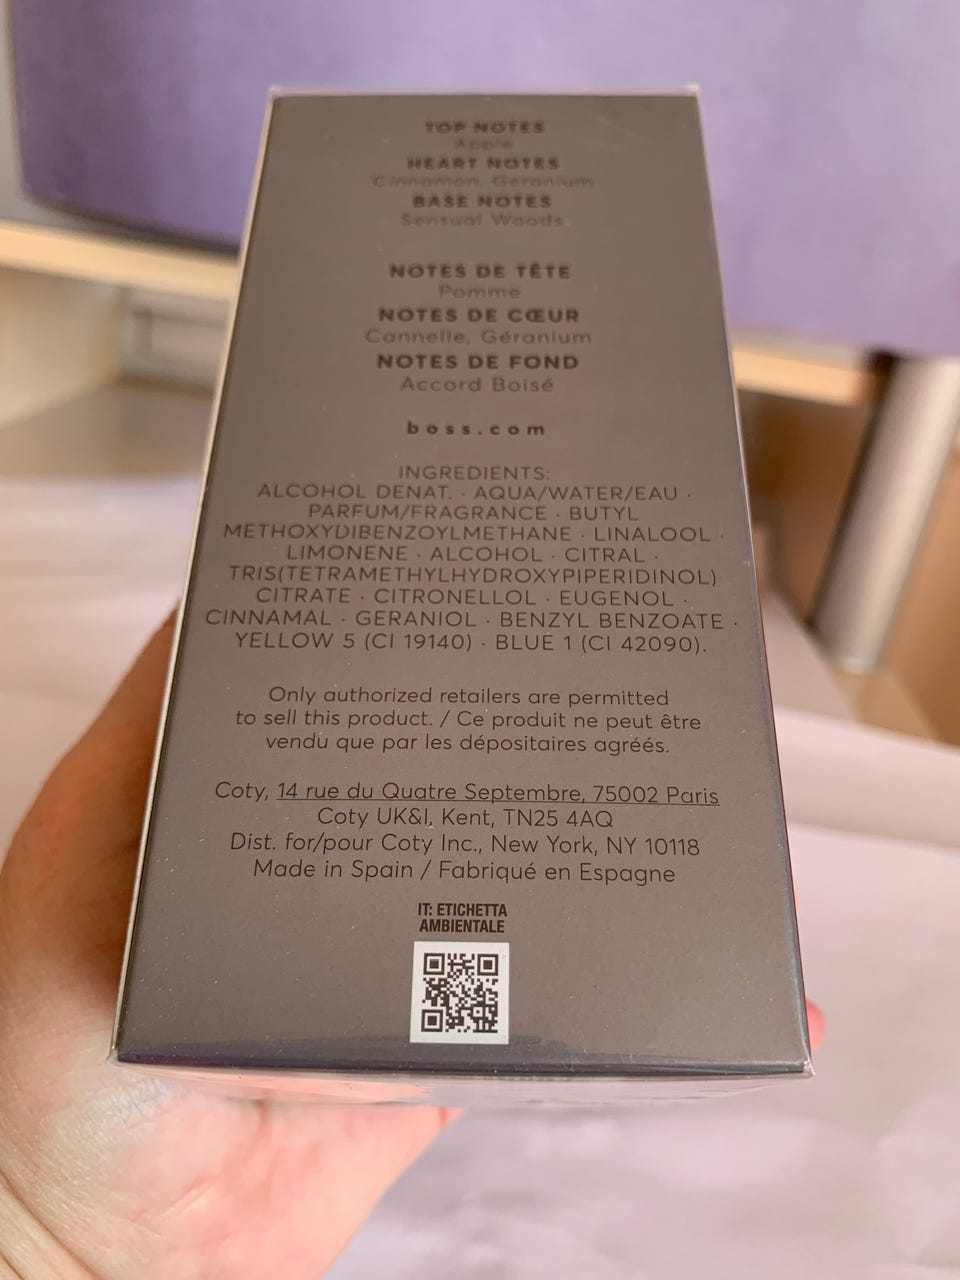 TOP NOTES
Apple
HEART NOTES
Cinnamon, Geranium
BASE NOTES
Sensual Woods
NOTES DE TÊTE
Pomme
NOTES DE CŒUR
Cannelle, Géranium
NOTES DE FOND
Accord Boisé
boss.com
INGREDIENTS:
ALCOHOL DENAT. · AQUA/WATER/EAU ·
PARFUM/FRAGRANCE · BUTYL
METHOXYDIBENZOYLMETHANE · LINALOOL ·
LIMONENE · ALCOHOL · CITRAL ·
TRIS(TETRAMETHYLHYDROXYPIPERIDINOL)
CITRATE · CITRONELLOL · EUGENOL ·
CINNAMAL · GERANIOL · BENZYL BENZOATE ·
YELLOW 5 (CI 19140) · BLUE 1 (CI 42090).
Only authorized retailers are permitted
to sell this product. / Ce produit ne peut être
vendu que par les dépositaires agréés.
Coty, 14 rue du Quatre Septembre, 75002 Paris
Coty UK&I, Kent, TN25 4AQ
Dist. for/pour Coty Inc., New York, NY 10118
Made in Spain / Fabriqué en Espagne
IT: ETICHETTA
AMBIENTALE